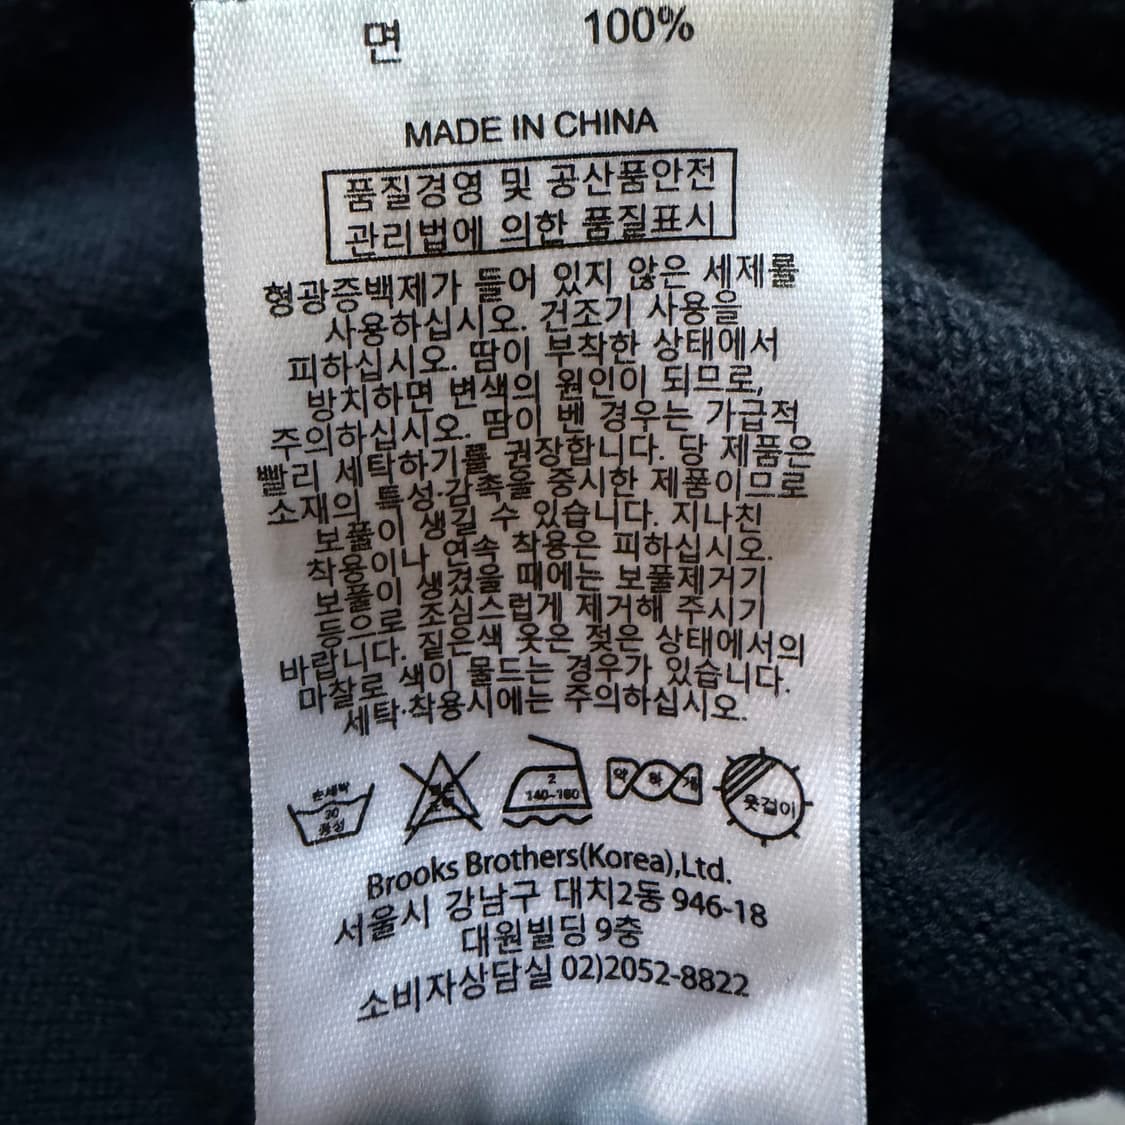 면 100%
MADE IN CHINA
품질경영 및 공산품안전
관리법에 의한 품질표시
형광증백제가 들어 있지 않은 세제를
사용하십시오. 건조기 사용을
피하십시오. 땀이 부착한 상태에서
방치하면 변색의 원인이 되므로,
주의하십시오. 땀이 벤 경우는 가급적
빨리 세탁하기를 권장합니다. 당 제품은
소재의 특성·감촉을 중시한 제품이므로
보풀이 생길 수 있습니다. 지나친
착용이나 연속 착용은 피하십시오.
보풀이 생겼을 때에는 보풀제거기
등으로 조심스럽게 제거해 주시기
바랍니다. 짙은색 옷은 젖은 상태에서의
마찰로 색이 물드는 경우가 있습니다.
세탁·착용시에는 주의하십시오.
손세탁
30
중성
2
140~160
약 하 게
옷걸이
Brooks Brothers(Korea),Ltd.
서울시 강남구 대치2동 946-18
대원빌딩 9층
소비자상담실 02)2052-8822